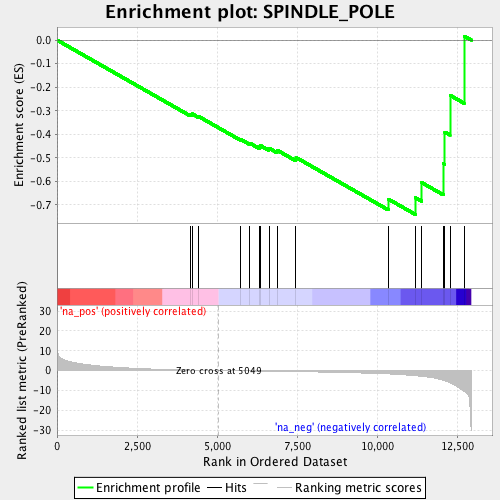 Enrichment plot: SPINDLE_POLE
Enrichment score (ES)
0.0
-0.1
-0.2
-0.3
-0.4
-0.5
-0.6
-0.7
'na_pos' (positively correlated)
Ranked list metric (PreRanked)
30
20
10
0
-10
-20
-30
Zero cross at 5049
'na_neg' (negatively correlated)
0 2,500 5,000 7,500 10,000 12,500
Rank in Ordered Dataset
Enrichment profile Hits Ranking metric scores